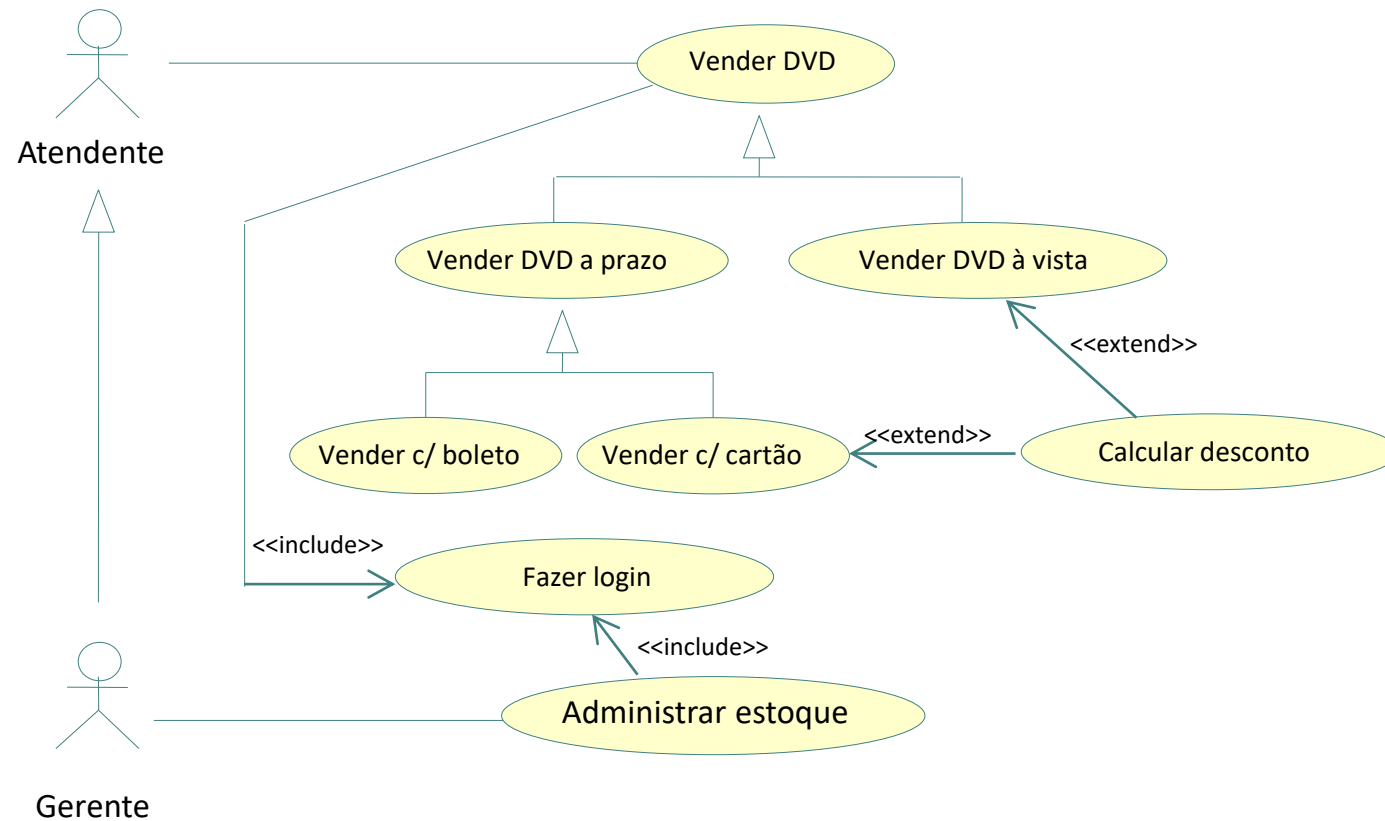 Vender DVD
Atendente
Vender DVD a prazo
Vender DVD à vista
<<extend>>
<<extend>>
Vender c/ boleto
Vender c/ cartão
Calcular desconto
<<include>>
Fazer login
<<include>>
Administrar estoque
Gerente